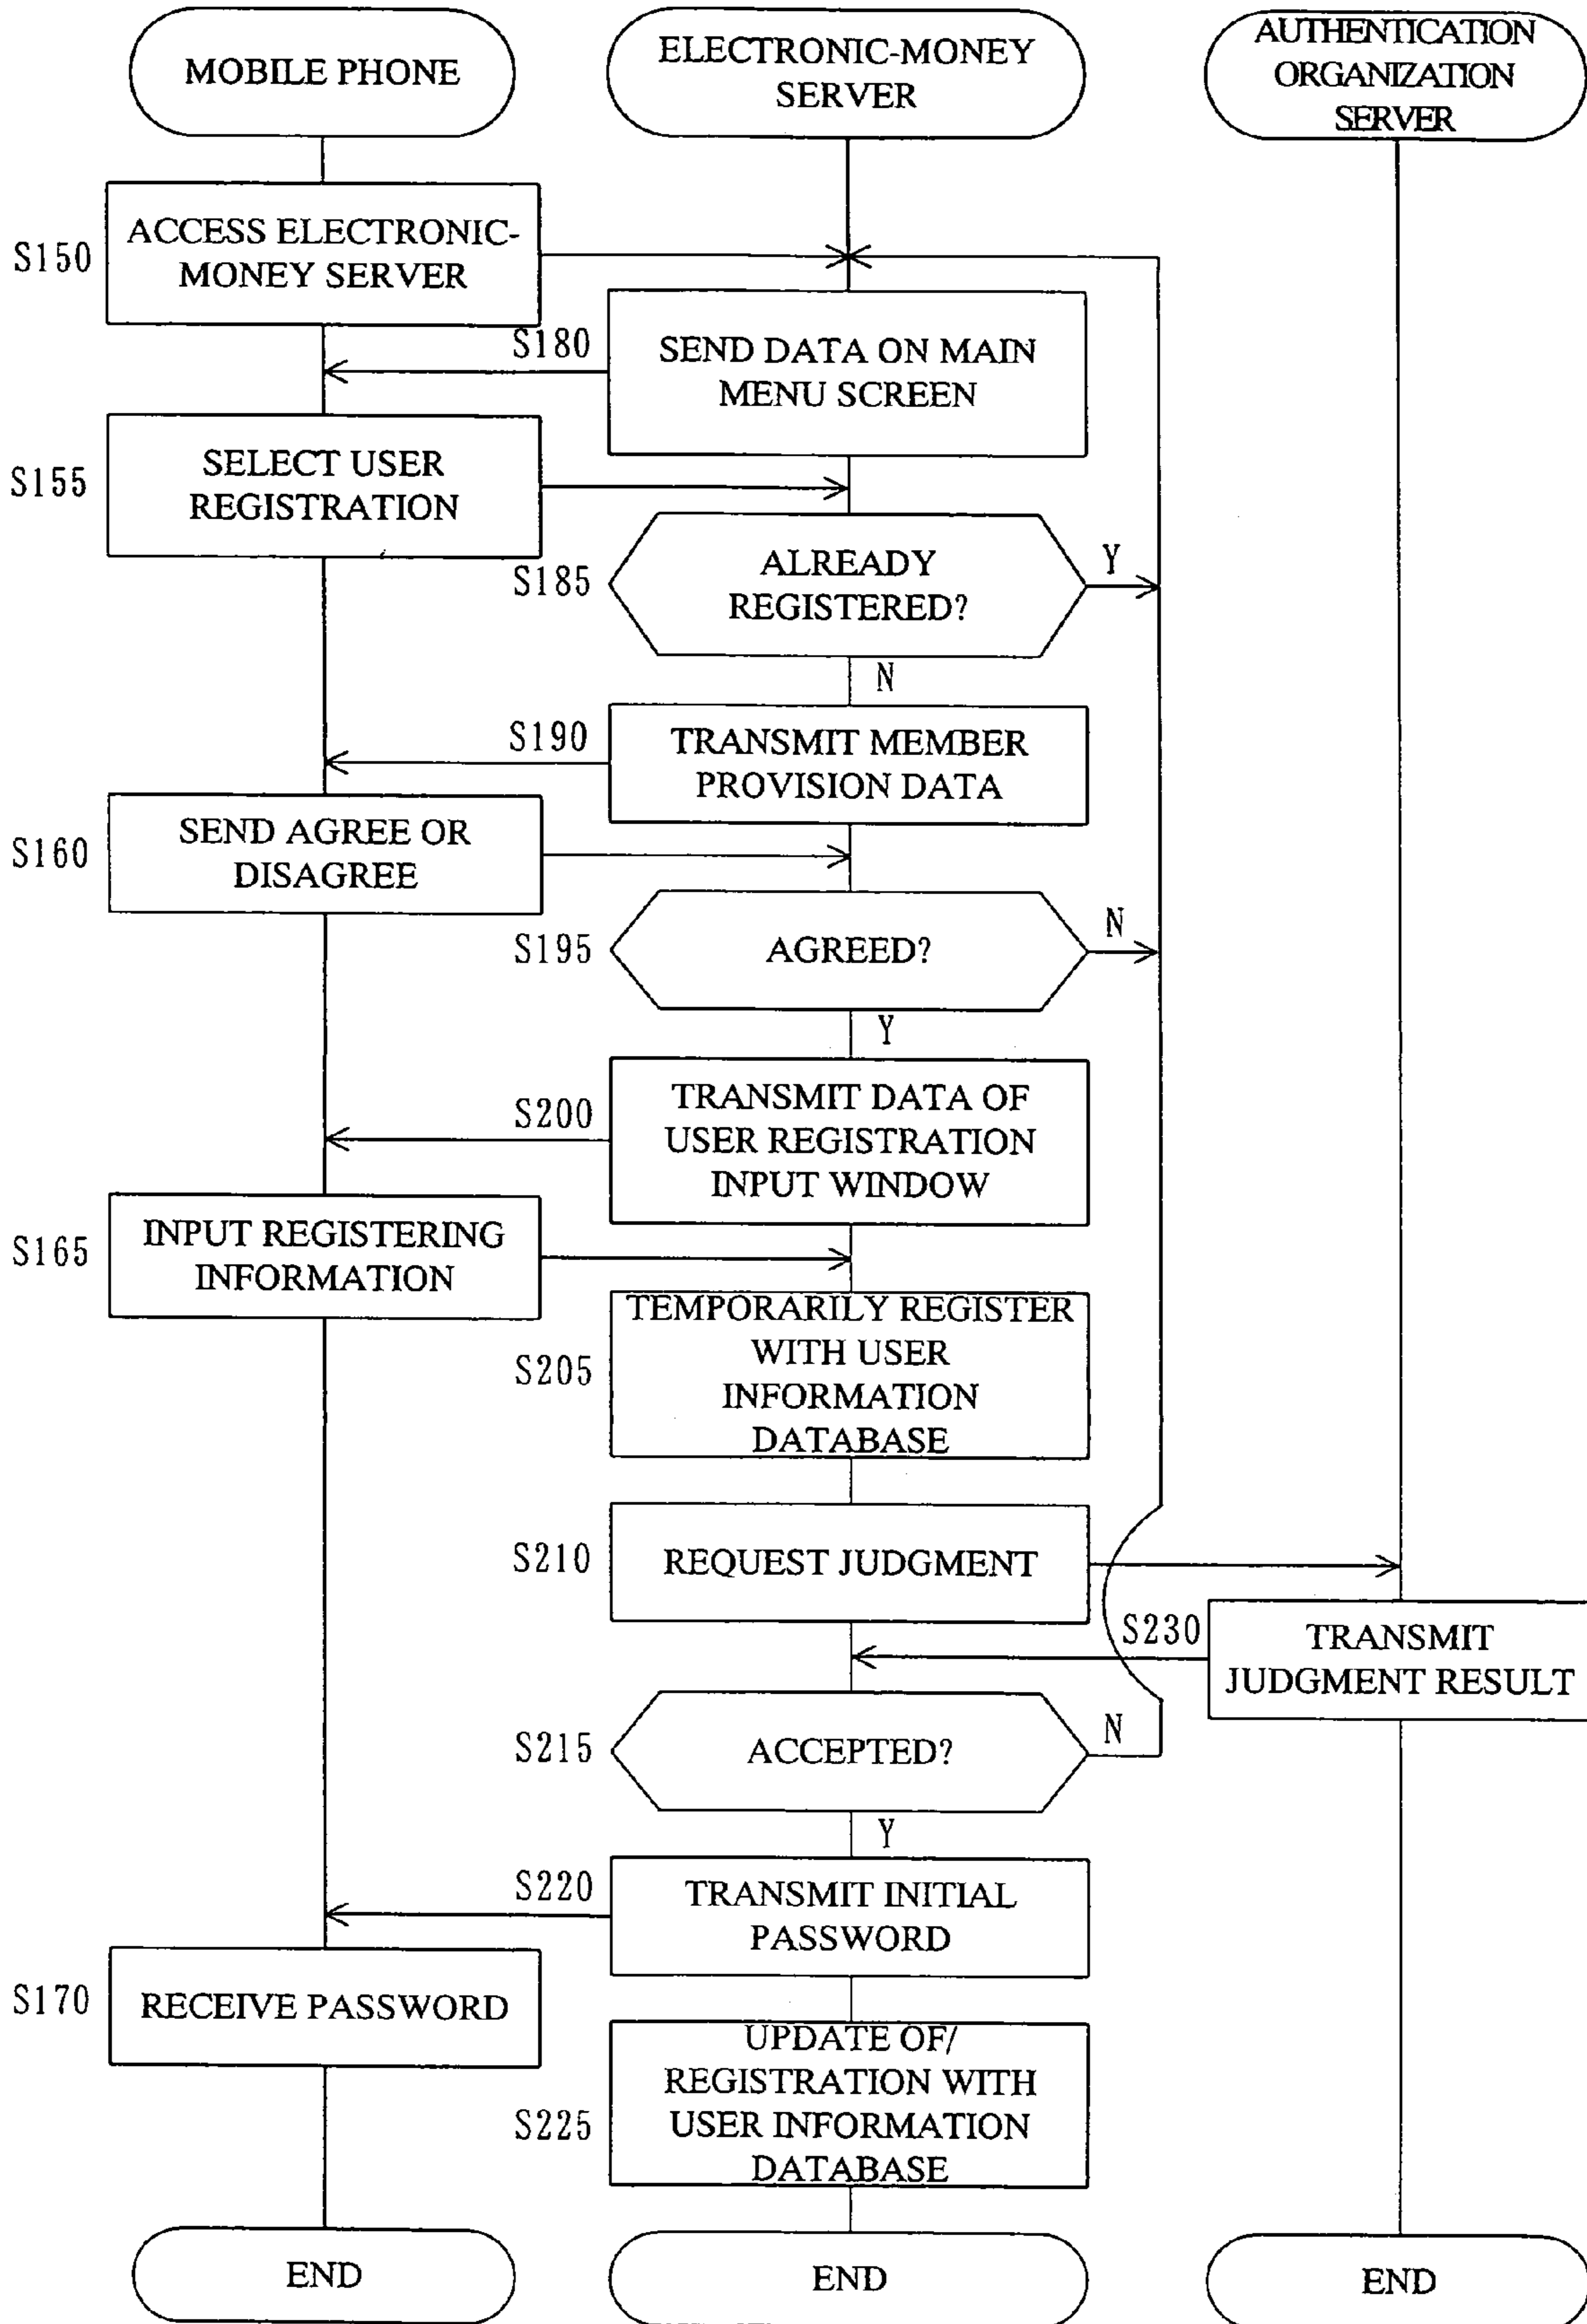 MOBILE PHONE
ELECTRONIC-MONEY
SERVER
AUTHENTICATION
ORGANIZATION
SERVER
S150
ACCESS ELECTRONIC-
MONEY SERVER
S180
SEND DATA ON MAIN
MENU SCREEN
S155
SELECT USER
REGISTRATION
S185
ALREADY
REGISTERED?
Y
N
S190
TRANSMIT MEMBER
PROVISION DATA
S160
SEND AGREE OR
DISAGREE
S195
AGREED?
N
Y
S200
TRANSMIT DATA OF
USER REGISTRATION
INPUT WINDOW
S165
INPUT REGISTERING
INFORMATION
S205
TEMPORARILY REGISTER
WITH USER
INFORMATION
DATABASE
S210
REQUEST JUDGMENT
S230
TRANSMIT
JUDGMENT RESULT
S215
ACCEPTED?
N
Y
S220
TRANSMIT INITIAL
PASSWORD
S170
RECEIVE PASSWORD
S225
UPDATE OF/
REGISTRATION WITH
USER INFORMATION
DATABASE
END
END
END